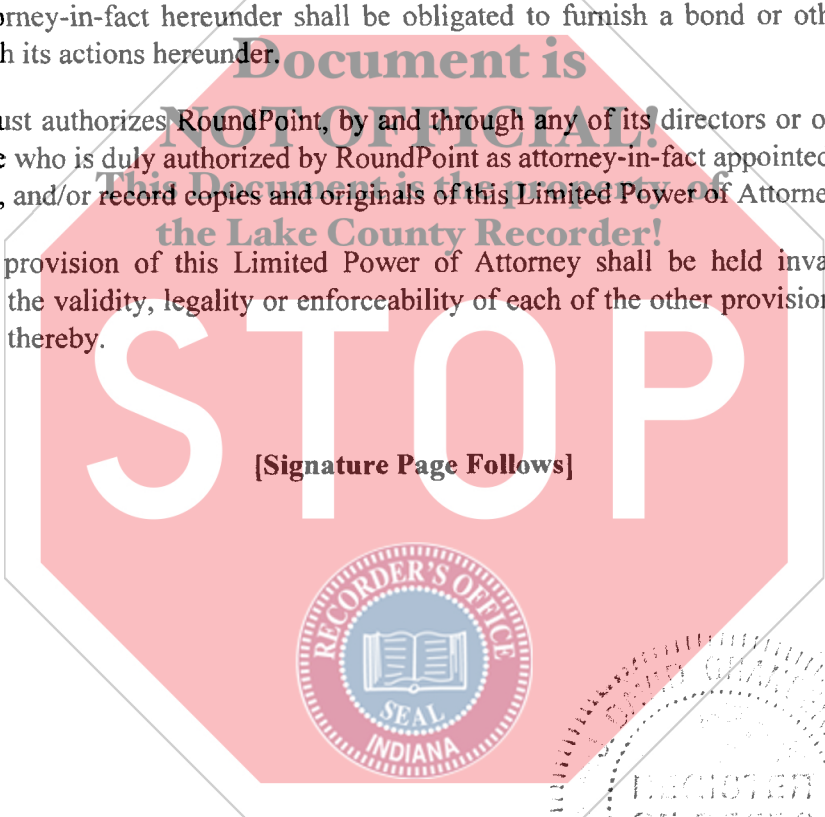 orney-in-fact hereunder shall be obligated to furnish a bond or oth
h its actions hereunder.
Document is
NOT OFFICIAL!
ust authorizes RoundPoint, by and through any of its directors or o
e who is duly authorized by RoundPoint as attorney-in-fact appointed
This Document is the property of
, and/or record copies and originals of this Limited Power of Attorne
the Lake County Recorder!
provision of this Limited Power of Attorney shall be held inva
the validity, legality or enforceability of each of the other provision
thereby.
STOP
[Signature Page Follows]
RECORDER'S OFFICE
SEAL
INDIANA